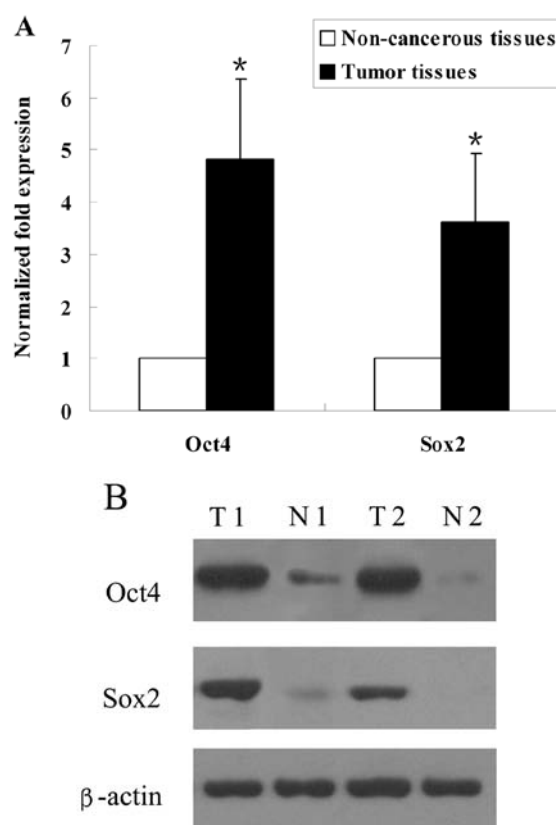 A
Normalized fold expression
7
6
5
4
3
2
1
0
Non-cancerous tissues
Tumor tissues
*
*
Oct4
Sox2
B
T 1 N 1 T 2 N 2
Oct4
Sox2
β-actin